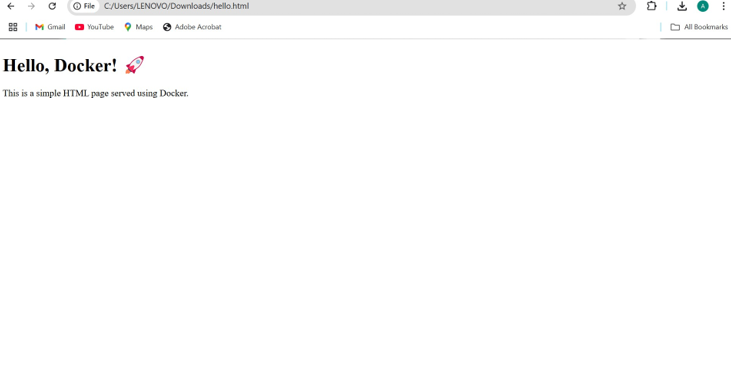 File C:/Users/LENOVO/Downloads/hello.html A
Gmail YouTube Maps Adobe Acrobat All Bookmarks
Hello, Docker! 🚀
This is a simple HTML page served using Docker.